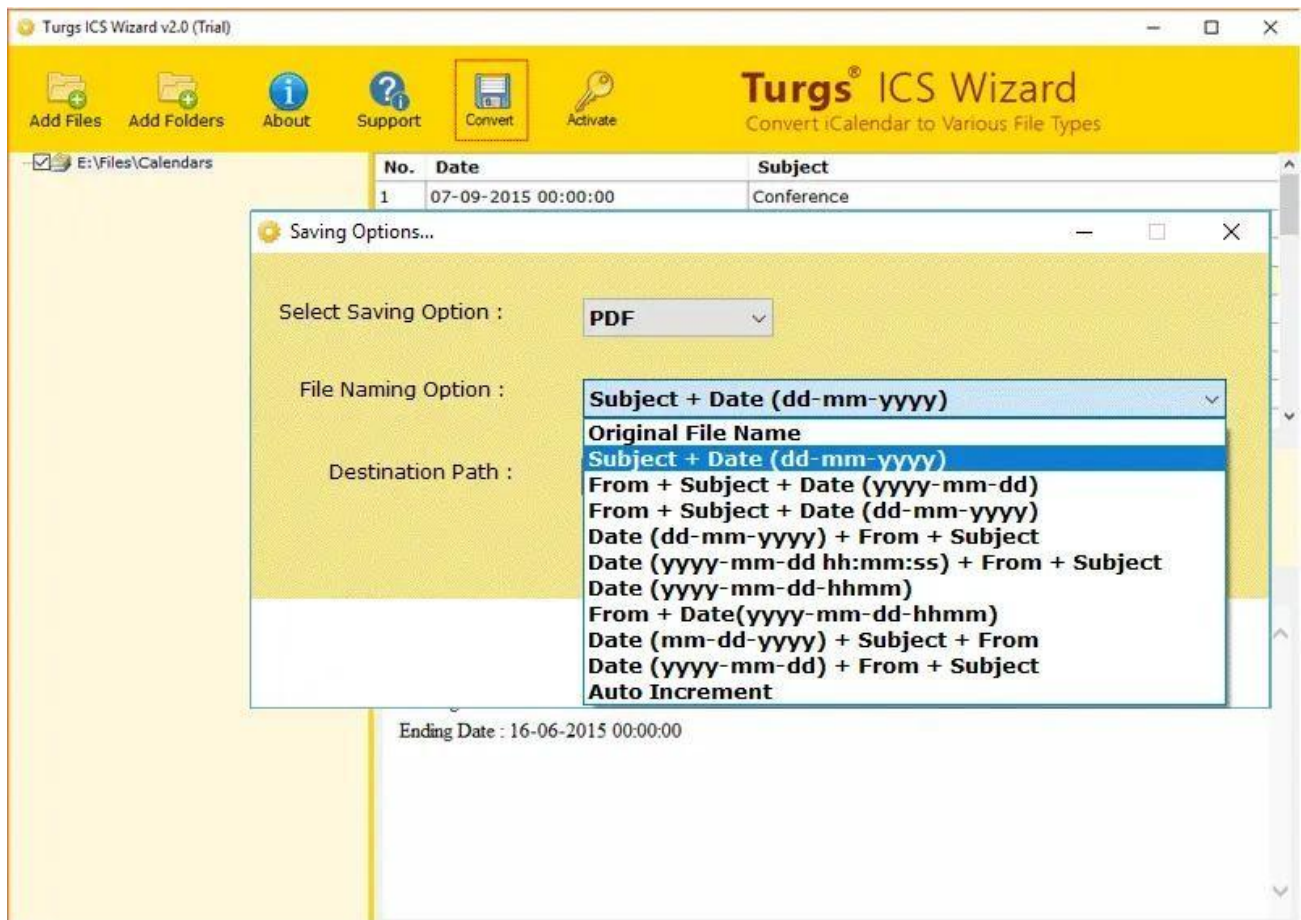 Turgs ICS Wizard v2.0 (Trial)
Add Files Add Folders About Support Convert Activate
Turgs® ICS Wizard
Convert iCalendar to Various File Types
E:\Files\Calendars
No. Date Subject
1 07-09-2015 00:00:00 Conference
Saving Options...
Select Saving Option : PDF
File Naming Option : Subject + Date (dd-mm-yyyy)
Original File Name
Subject + Date (dd-mm-yyyy)
Destination Path :
From + Subject + Date (yyyy-mm-dd)
From + Subject + Date (dd-mm-yyyy)
Date (dd-mm-yyyy) + From + Subject
Date (yyyy-mm-dd hh:mm:ss) + From + Subject
Date (yyyy-mm-dd-hhmm)
From + Date(yyyy-mm-dd-hhmm)
Date (mm-dd-yyyy) + Subject + From
Date (yyyy-mm-dd) + From + Subject
Auto Increment
Ending Date : 16-06-2015 00:00:00